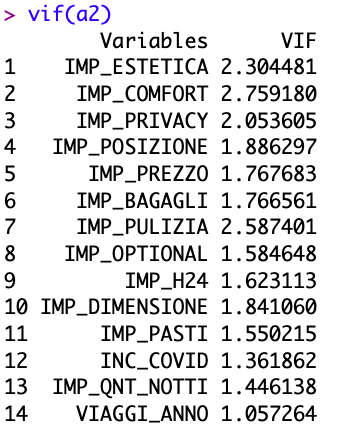 > vif(a2)
Variables VIF
1 IMP_ESTETICA 2.304481
2 IMP_COMFORT 2.759180
3 IMP_PRIVACY 2.053605
4 IMP_POSIZIONE 1.886297
5 IMP_PREZZO 1.767683
6 IMP_BAGAGLI 1.766561
7 IMP_PULIZIA 2.587401
8 IMP_OPTIONAL 1.584648
9 IMP_H24 1.623113
10 IMP_DIMENSIONE 1.841060
11 IMP_PASTI 1.550215
12 INC_COVID 1.361862
13 IMP_QNT_NOTTI 1.446138
14 VIAGGI_ANNO 1.057264